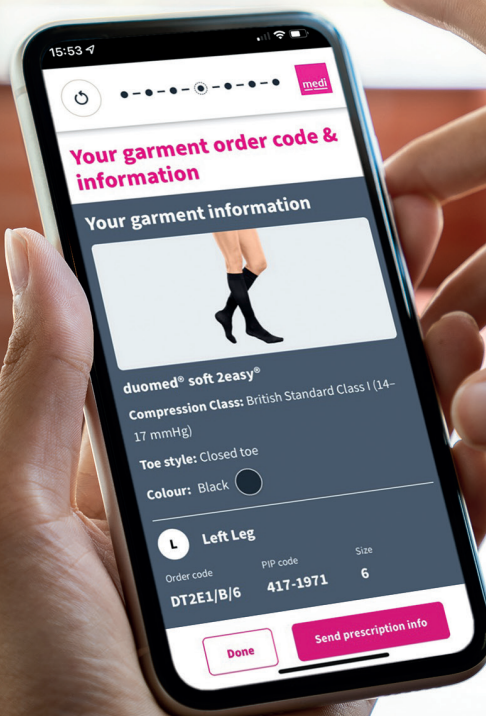 15:53
medi
Your garment order code &
information
Your garment information
duomed® soft 2easy®
Compression Class: British Standard Class I (14–
17 mmHg)
Toe style: Closed toe
Colour: Black
L Left Leg
Order code PIP code Size
DT2E1/B/6 417-1971 6
Done Send prescription info